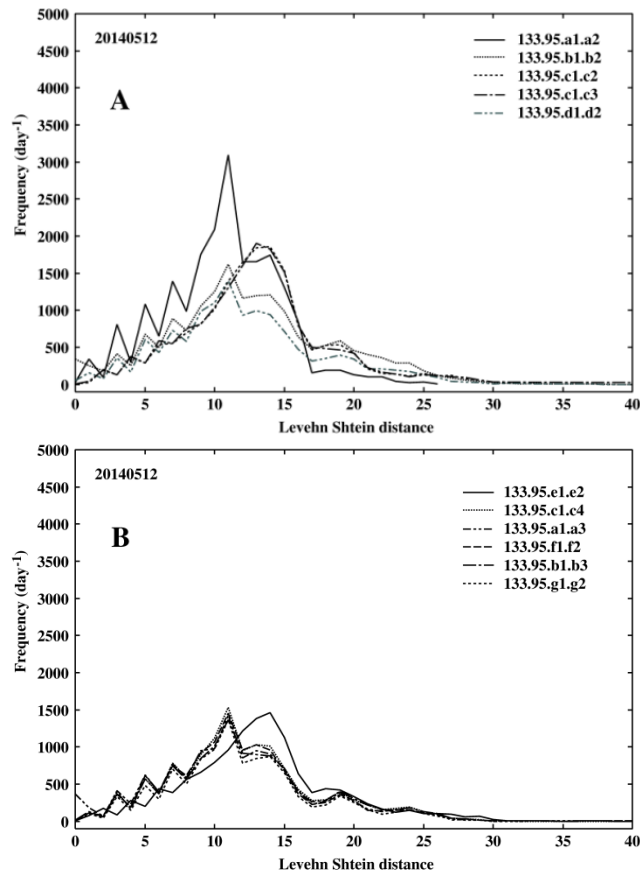 5000
4500
4000
3500
3000
2500
2000
1500
1000
500
0
Frequency (day-1)
20140512
A
133.95.a1.a2
133.95.b1.b2
133.95.c1.c2
133.95.c1.c3
133.95.d1.d2
0 5 10 15 20 25 30 35 40
Levehn Shtein distance
5000
4500
4000
3500
3000
2500
2000
1500
1000
500
0
Frequency (day-1)
20140512
B
133.95.e1.e2
133.95.c1.c4
133.95.a1.a3
133.95.f1.f2
133.95.b1.b3
133.95.g1.g2
0 5 10 15 20 25 30 35 40
Levehn Shtein distance